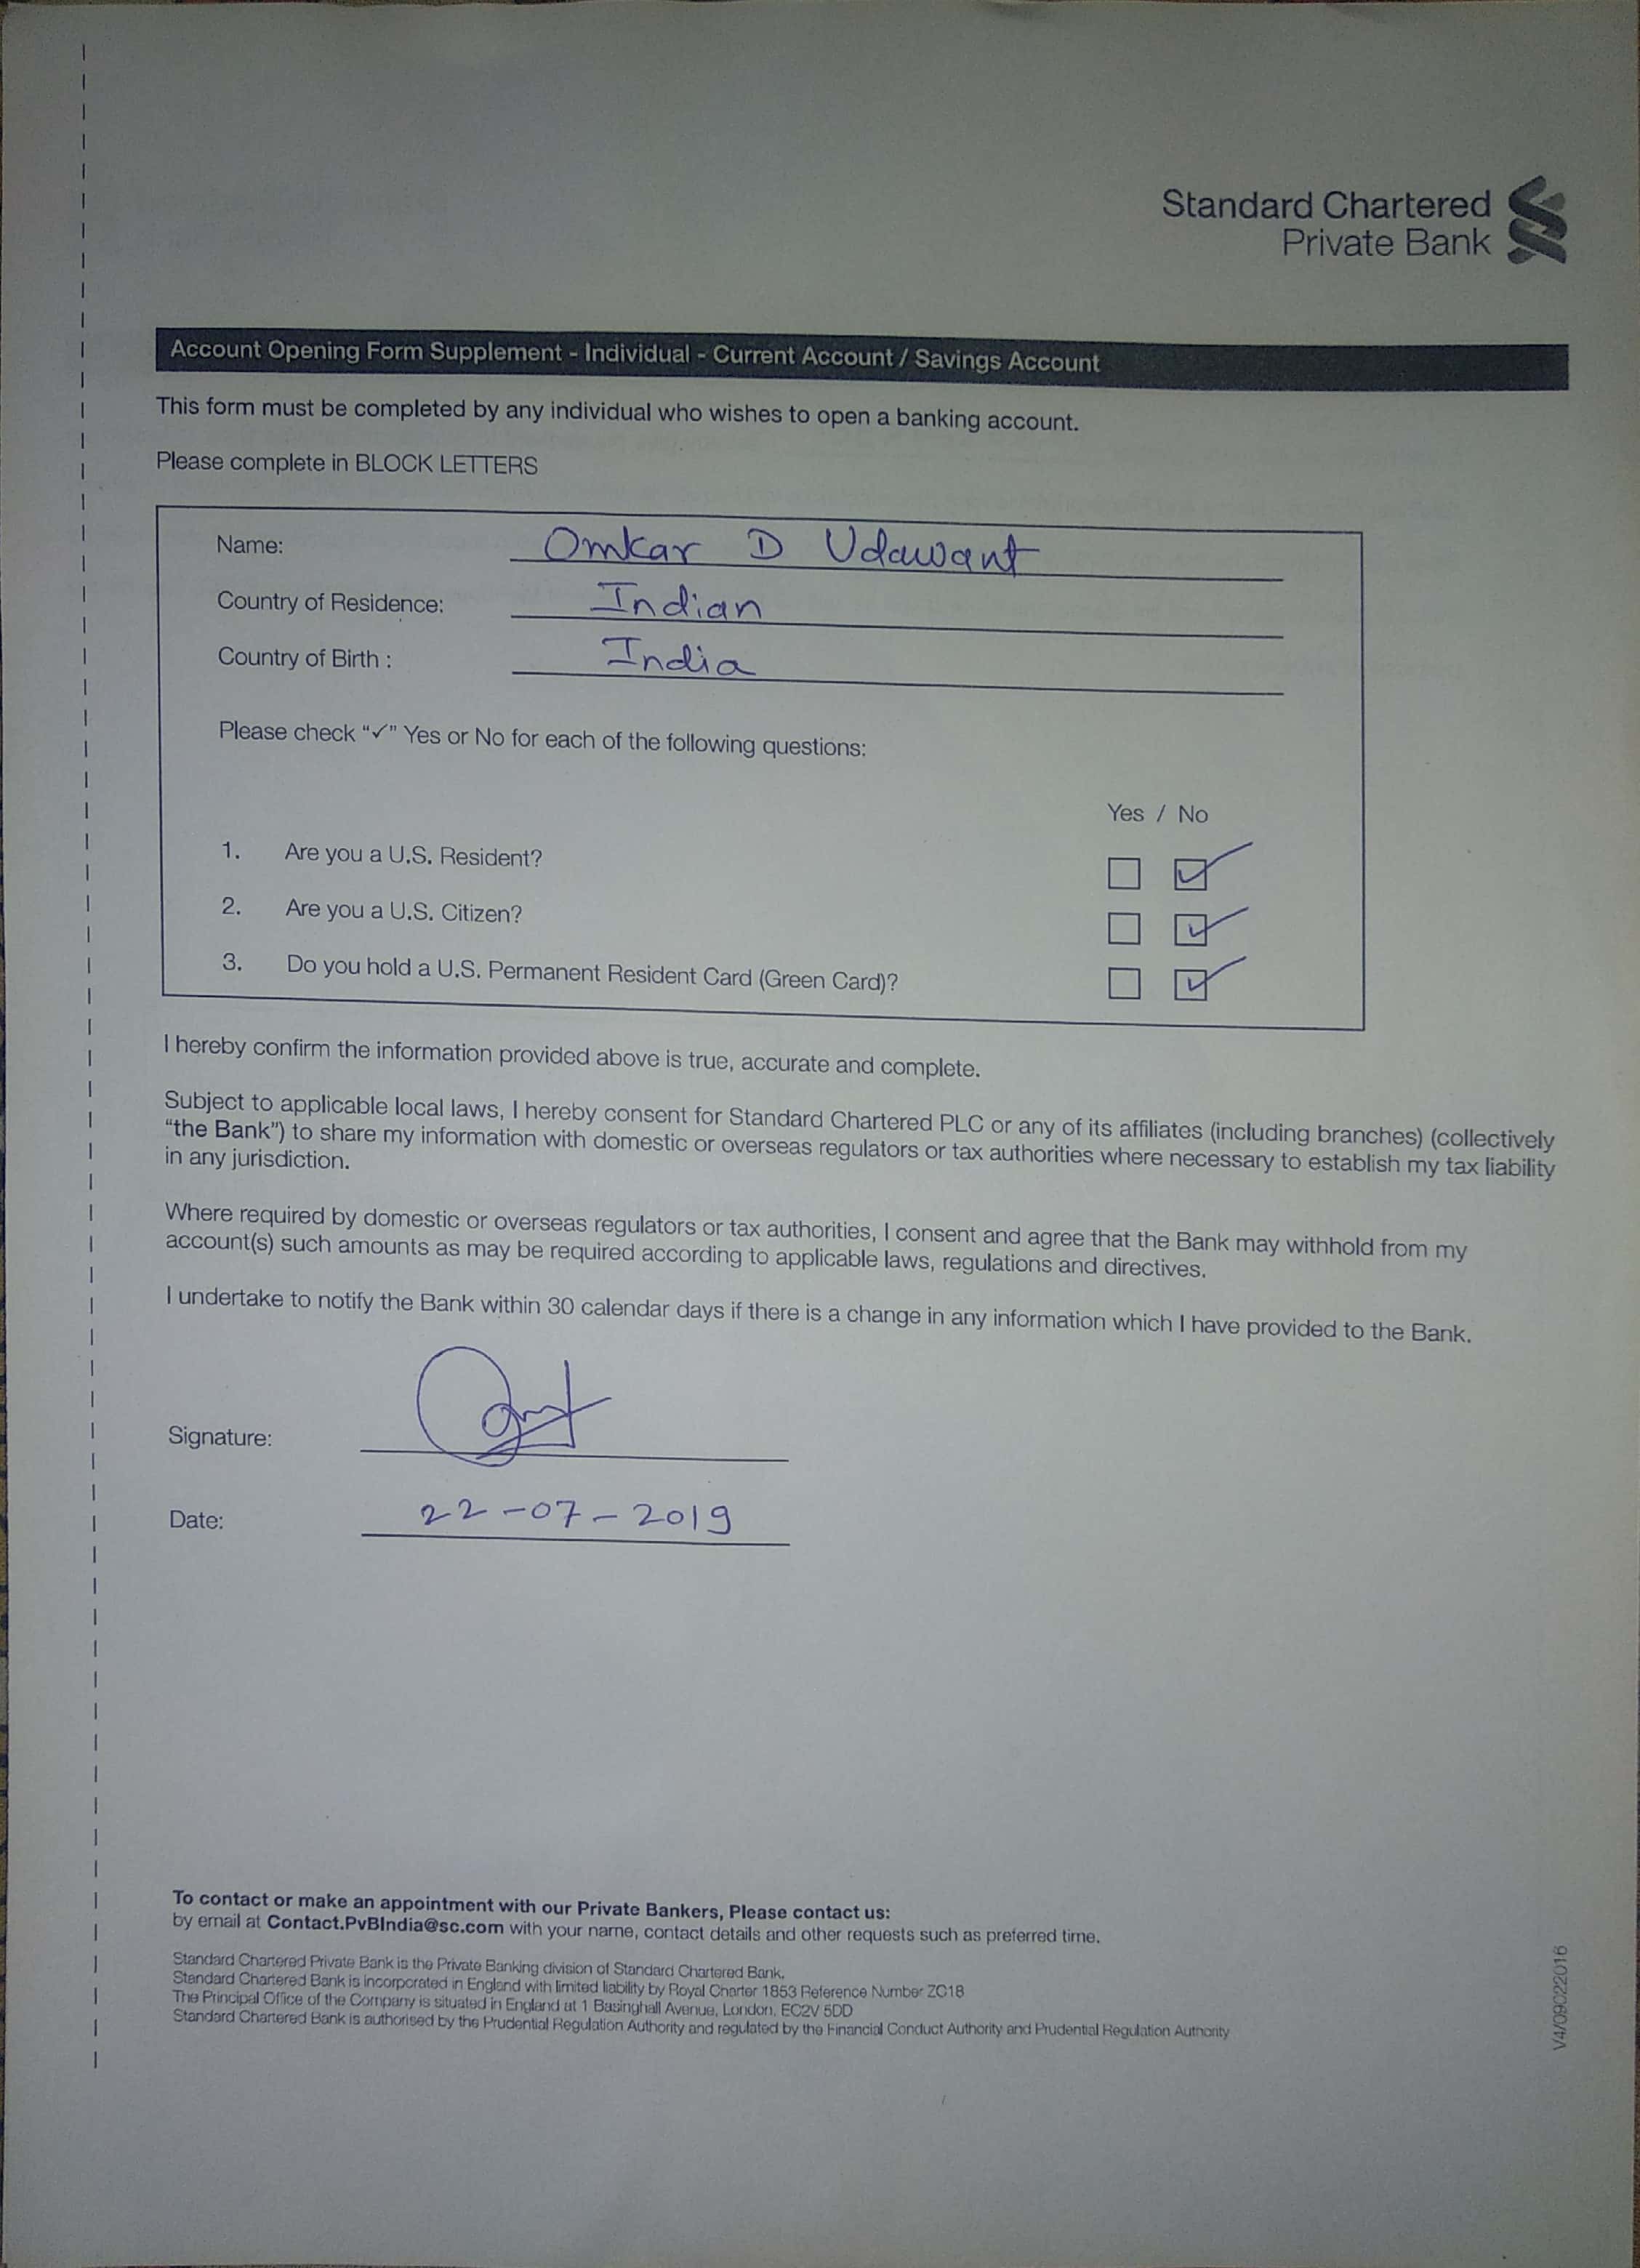 Standard Chartered
Private Bank
Account Opening Form Supplement - Individual - Current Account / Savings Account
This form must be completed by any individual who wishes to open a banking account.
Please complete in BLOCK LETTERS
Name: Omkar D Udawant
Country of Residence: Indian
Country of Birth : India
Please check "✓" Yes or No for each of the following questions:
Yes / No
1. Are you a U.S. Resident? ☐ ☑
2. Are you a U.S. Citizen? ☐ ☑
3. Do you hold a U.S. Permanent Resident Card (Green Card)? ☐ ☑
I hereby confirm the information provided above is true, accurate and complete.
Subject to applicable local laws, I hereby consent for Standard Chartered PLC or any of its affiliates (including branches) (collectively
"the Bank") to share my information with domestic or overseas regulators or tax authorities where necessary to establish my tax liability
in any jurisdiction.
Where required by domestic or overseas regulators or tax authorities, I consent and agree that the Bank may withhold from my
account(s) such amounts as may be required according to applicable laws, regulations and directives.
I undertake to notify the Bank within 30 calendar days if there is a change in any information which I have provided to the Bank.
Signature:
Date: 22-07-2019
To contact or make an appointment with our Private Bankers, Please contact us:
by email at Contact.PvBIndia@sc.com with your name, contact details and other requests such as preferred time.
Standard Chartered Private Bank is the Private Banking division of Standard Chartered Bank.
Standard Chartered Bank is incorporated in England with limited liability by Royal Charter 1853 Reference Number ZC18
The Principal Office of the Company is situated in England at 1 Basinghall Avenue, London, EC2V 5DD
Standard Chartered Bank is authorised by the Prudential Regulation Authority and regulated by the Financial Conduct Authority and Prudential Regulation Authority